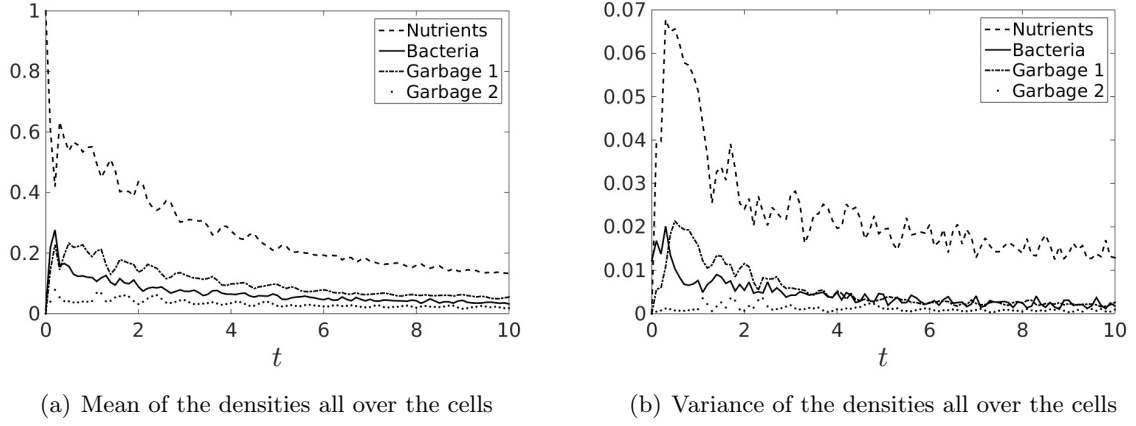 1
0.8
0.6
0.4
0.2
0
0 2 4 6 8 10
t
Nutrients
Bacteria
Garbage 1
Garbage 2
(a) Mean of the densities all over the cells
0.07
0.06
0.05
0.04
0.03
0.02
0.01
0
0 2 4 6 8 10
t
Nutrients
Bacteria
Garbage 1
Garbage 2
(b) Variance of the densities all over the cells